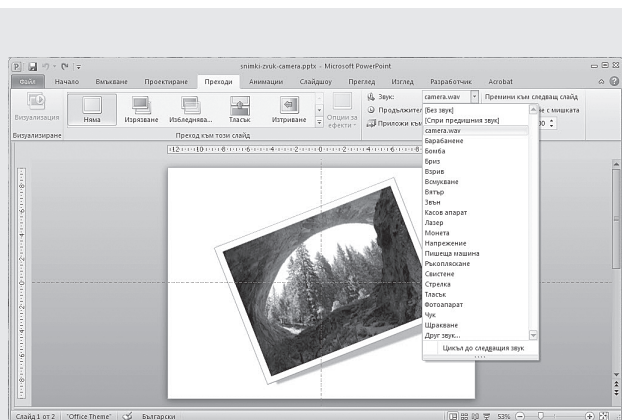 snimki-zvuk-camera.pptx - Microsoft PowerPoint
Файл Начало Вмъкване Проектиране Преходи Анимации Слайдшоу Преглед Изглед Разработчик Acrobat
Визуализация
Няма Изрязване Избледнява... Тласък Изтриване
Опции за ефекти
Звук: camera.wav
Премини към следващ слайд
Приложи към
с мишката
Визуализиране
Преход към този слайд
[Без звук]
[Спри предишния звук]
camera.wav
Барабанене
Бомба
Бриз
Взрив
Всмукване
Вятър
Звън
Касов апарат
Лазер
Монета
Напрежение
Пишеща машина
Ръкопляскане
Свистене
Стрелка
Тласък
Фотоапарат
Чук
Щракване
Друг звук...
Цикъл до следващия звук
Слайд 1 от 2 "Office Theme" Български 53%